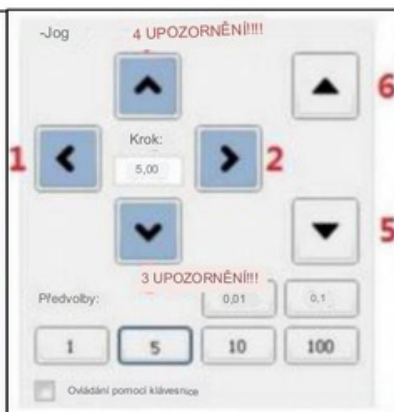 -Jog
4 UPOZORNĚNÍ!!!!
6
Krok:
1
2
5,00
5
3 UPOZORNĚNÍ!!!
Předvolby:
0,01
0,1
1
5
10
100
Ovládání pomocí klávesnice